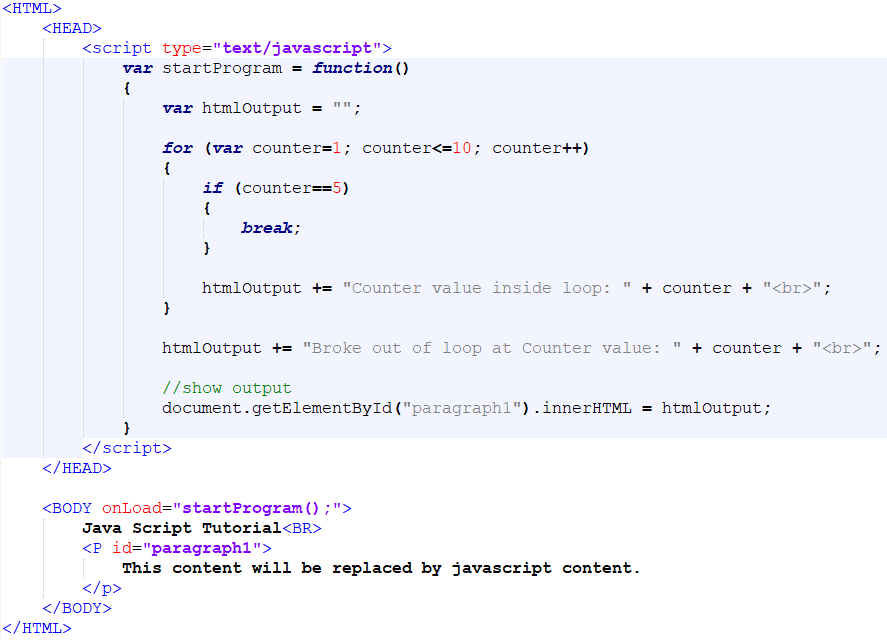 <HTML>
<HEAD>
<script type="text/javascript">
var startProgram = function()
{
var htmlOutput = "";
for (var counter=1; counter<=10; counter++)
{
if (counter==5)
{
break;
}
htmlOutput += "Counter value inside loop: " + counter + "<br>";
}
htmlOutput += "Broke out of loop at Counter value: " + counter + "<br>";
//show output
document.getElementById("paragraph1").innerHTML = htmlOutput;
}
</script>
</HEAD>
<BODY onLoad="startProgram();">
Java Script Tutorial<BR>
<P id="paragraph1">
This content will be replaced by javascript content.
</p>
</BODY>
</HTML>